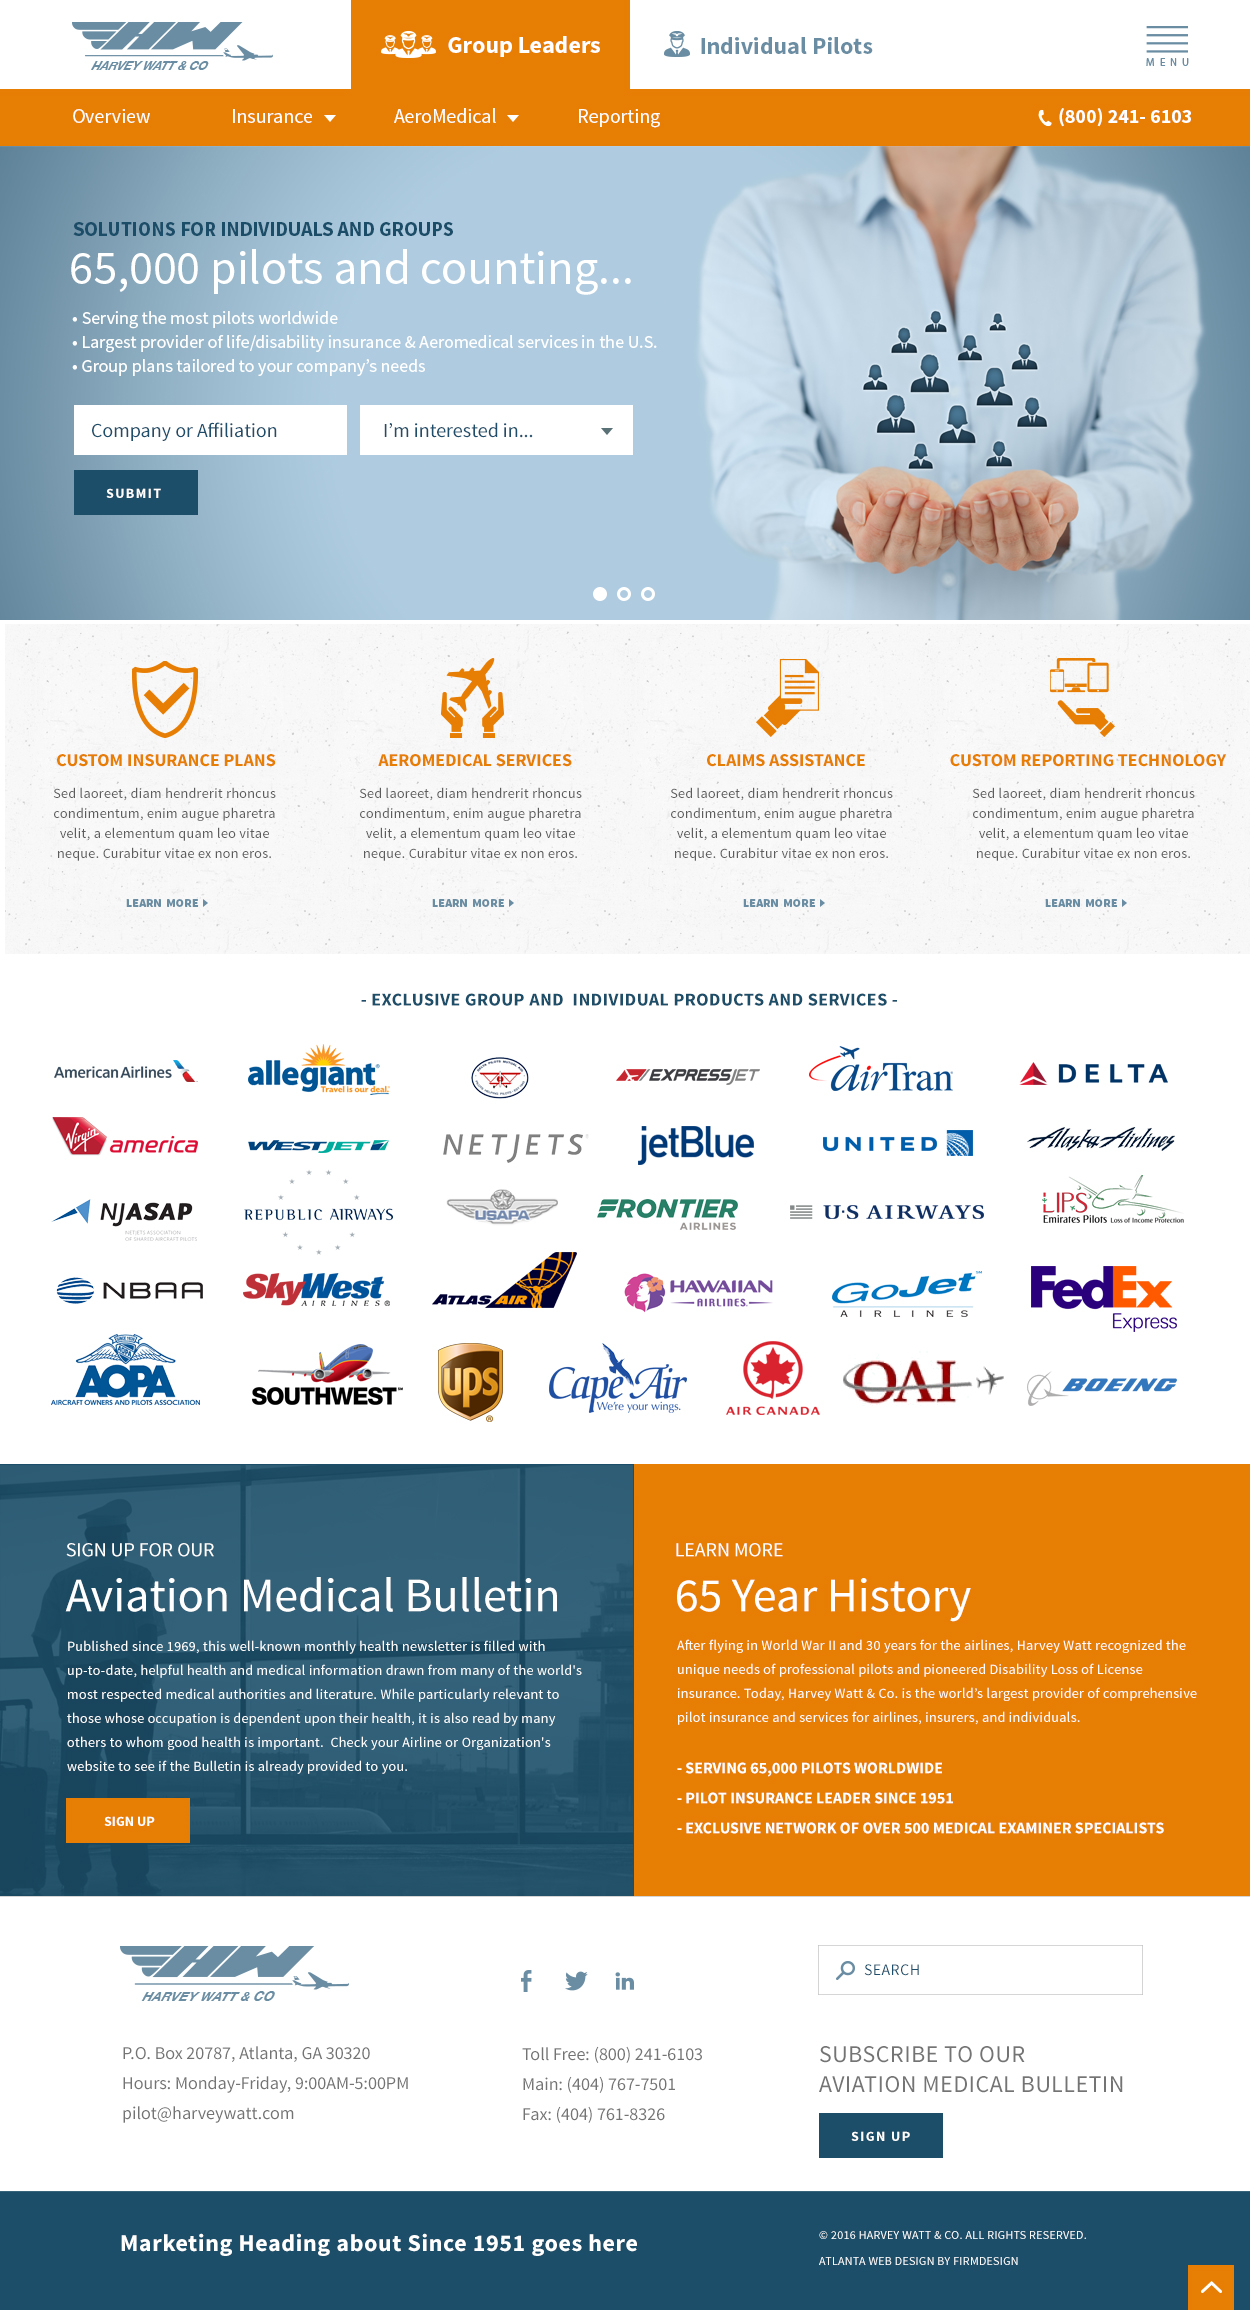 HARVEY WATT & CO
Group Leaders
Individual Pilots
MENU
Overview
Insurance
AeroMedical
Reporting
(800) 241- 6103
SOLUTIONS FOR INDIVIDUALS AND GROUPS
65,000 pilots and counting...
• Serving the most pilots worldwide
• Largest provider of life/disability insurance & Aeromedical services in the U.S.
• Group plans tailored to your company’s needs
Company or Affiliation
I’m interested in...
SUBMIT
CUSTOM INSURANCE PLANS
Sed laoreet, diam hendrerit rhoncus
condimentum, enim augue pharetra
velit, a elementum quam leo vitae
neque. Curabitur vitae ex non eros.
LEARN MORE
AEROMEDICAL SERVICES
Sed laoreet, diam hendrerit rhoncus
condimentum, enim augue pharetra
velit, a elementum quam leo vitae
neque. Curabitur vitae ex non eros.
LEARN MORE
CLAIMS ASSISTANCE
Sed laoreet, diam hendrerit rhoncus
condimentum, enim augue pharetra
velit, a elementum quam leo vitae
neque. Curabitur vitae ex non eros.
LEARN MORE
CUSTOM REPORTING TECHNOLOGY
Sed laoreet, diam hendrerit rhoncus
condimentum, enim augue pharetra
velit, a elementum quam leo vitae
neque. Curabitur vitae ex non eros.
LEARN MORE
- EXCLUSIVE GROUP AND INDIVIDUAL PRODUCTS AND SERVICES -
American Airlines
allegiant
Travel is our deal.
EXPRESSJET
airTran
DELTA
Virgin america
WESTJET
NETJETS
jetBlue
UNITED
Alaska Airlines
NJASAP
NETJETS ASSOCIATION
OF SHARED AIRCRAFT PILOTS
REPUBLIC AIRWAYS
USAPA
FRONTIER
AIRLINES
U·S AIRWAYS
LIPS
Emirates Pilots Loss of Income Protection
NBAA
SkyWest
AIRLINES®
ATLAS AIR
HAWAIIAN
AIRLINES
GoJet
AIRLINES
FedEx
Express
AOPA
AIRCRAFT OWNERS AND PILOTS ASSOCIATION
SOUTHWEST
ups
Cape Air
We're your wings.
AIR CANADA
OAI
BOEING
SIGN UP FOR OUR
Aviation Medical Bulletin
Published since 1969, this well-known monthly health newsletter is filled with
up-to-date, helpful health and medical information drawn from many of the world's
most respected medical authorities and literature. While particularly relevant to
those whose occupation is dependent upon their health, it is also read by many
others to whom good health is important.  Check your Airline or Organization's
website to see if the Bulletin is already provided to you.
SIGN UP
LEARN MORE
65 Year History
After flying in World War II and 30 years for the airlines, Harvey Watt recognized the
unique needs of professional pilots and pioneered Disability Loss of License
insurance. Today, Harvey Watt & Co. is the world’s largest provider of comprehensive
pilot insurance and services for airlines, insurers, and individuals.
- SERVING 65,000 PILOTS WORLDWIDE
- PILOT INSURANCE LEADER SINCE 1951
- EXCLUSIVE NETWORK OF OVER 500 MEDICAL EXAMINER SPECIALISTS
HARVEY WATT & CO
P.O. Box 20787, Atlanta, GA 30320
Hours: Monday-Friday, 9:00AM-5:00PM
pilot@harveywatt.com
Toll Free: (800) 241-6103
Main: (404) 767-7501
Fax: (404) 761-8326
SEARCH
SUBSCRIBE TO OUR
AVIATION MEDICAL BULLETIN
SIGN UP
Marketing Heading about Since 1951 goes here
© 2016 HARVEY WATT & CO. ALL RIGHTS RESERVED.
ATLANTA WEB DESIGN BY FIRMDESIGN